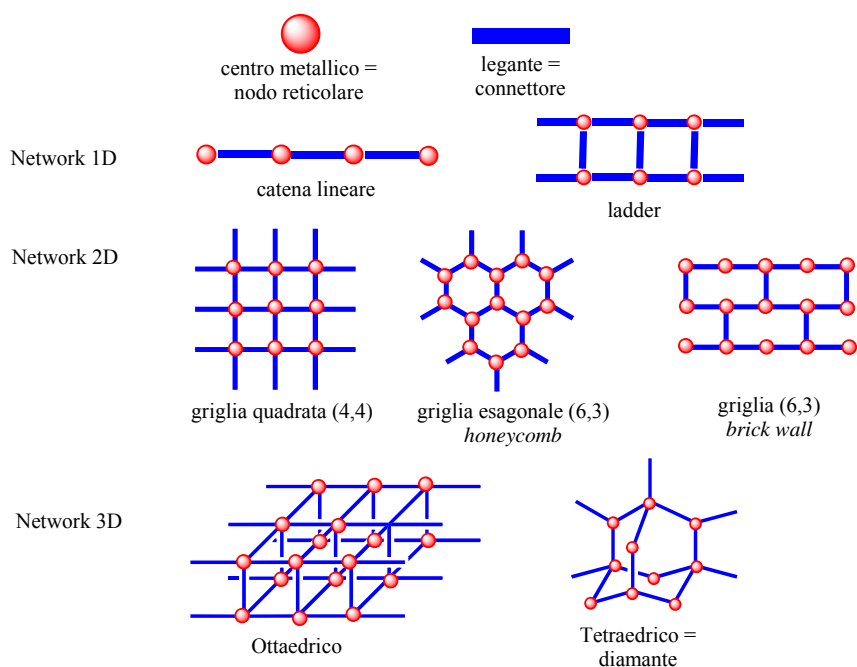 centro metallico =
nodo reticolare
legante =
connettore
Network 1D
catena lineare
ladder
Network 2D
griglia quadrata (4,4)
griglia esagonale (6,3)
honeycomb
griglia (6,3)
brick wall
Network 3D
Ottaedrico
Tetraedrico =
diamante